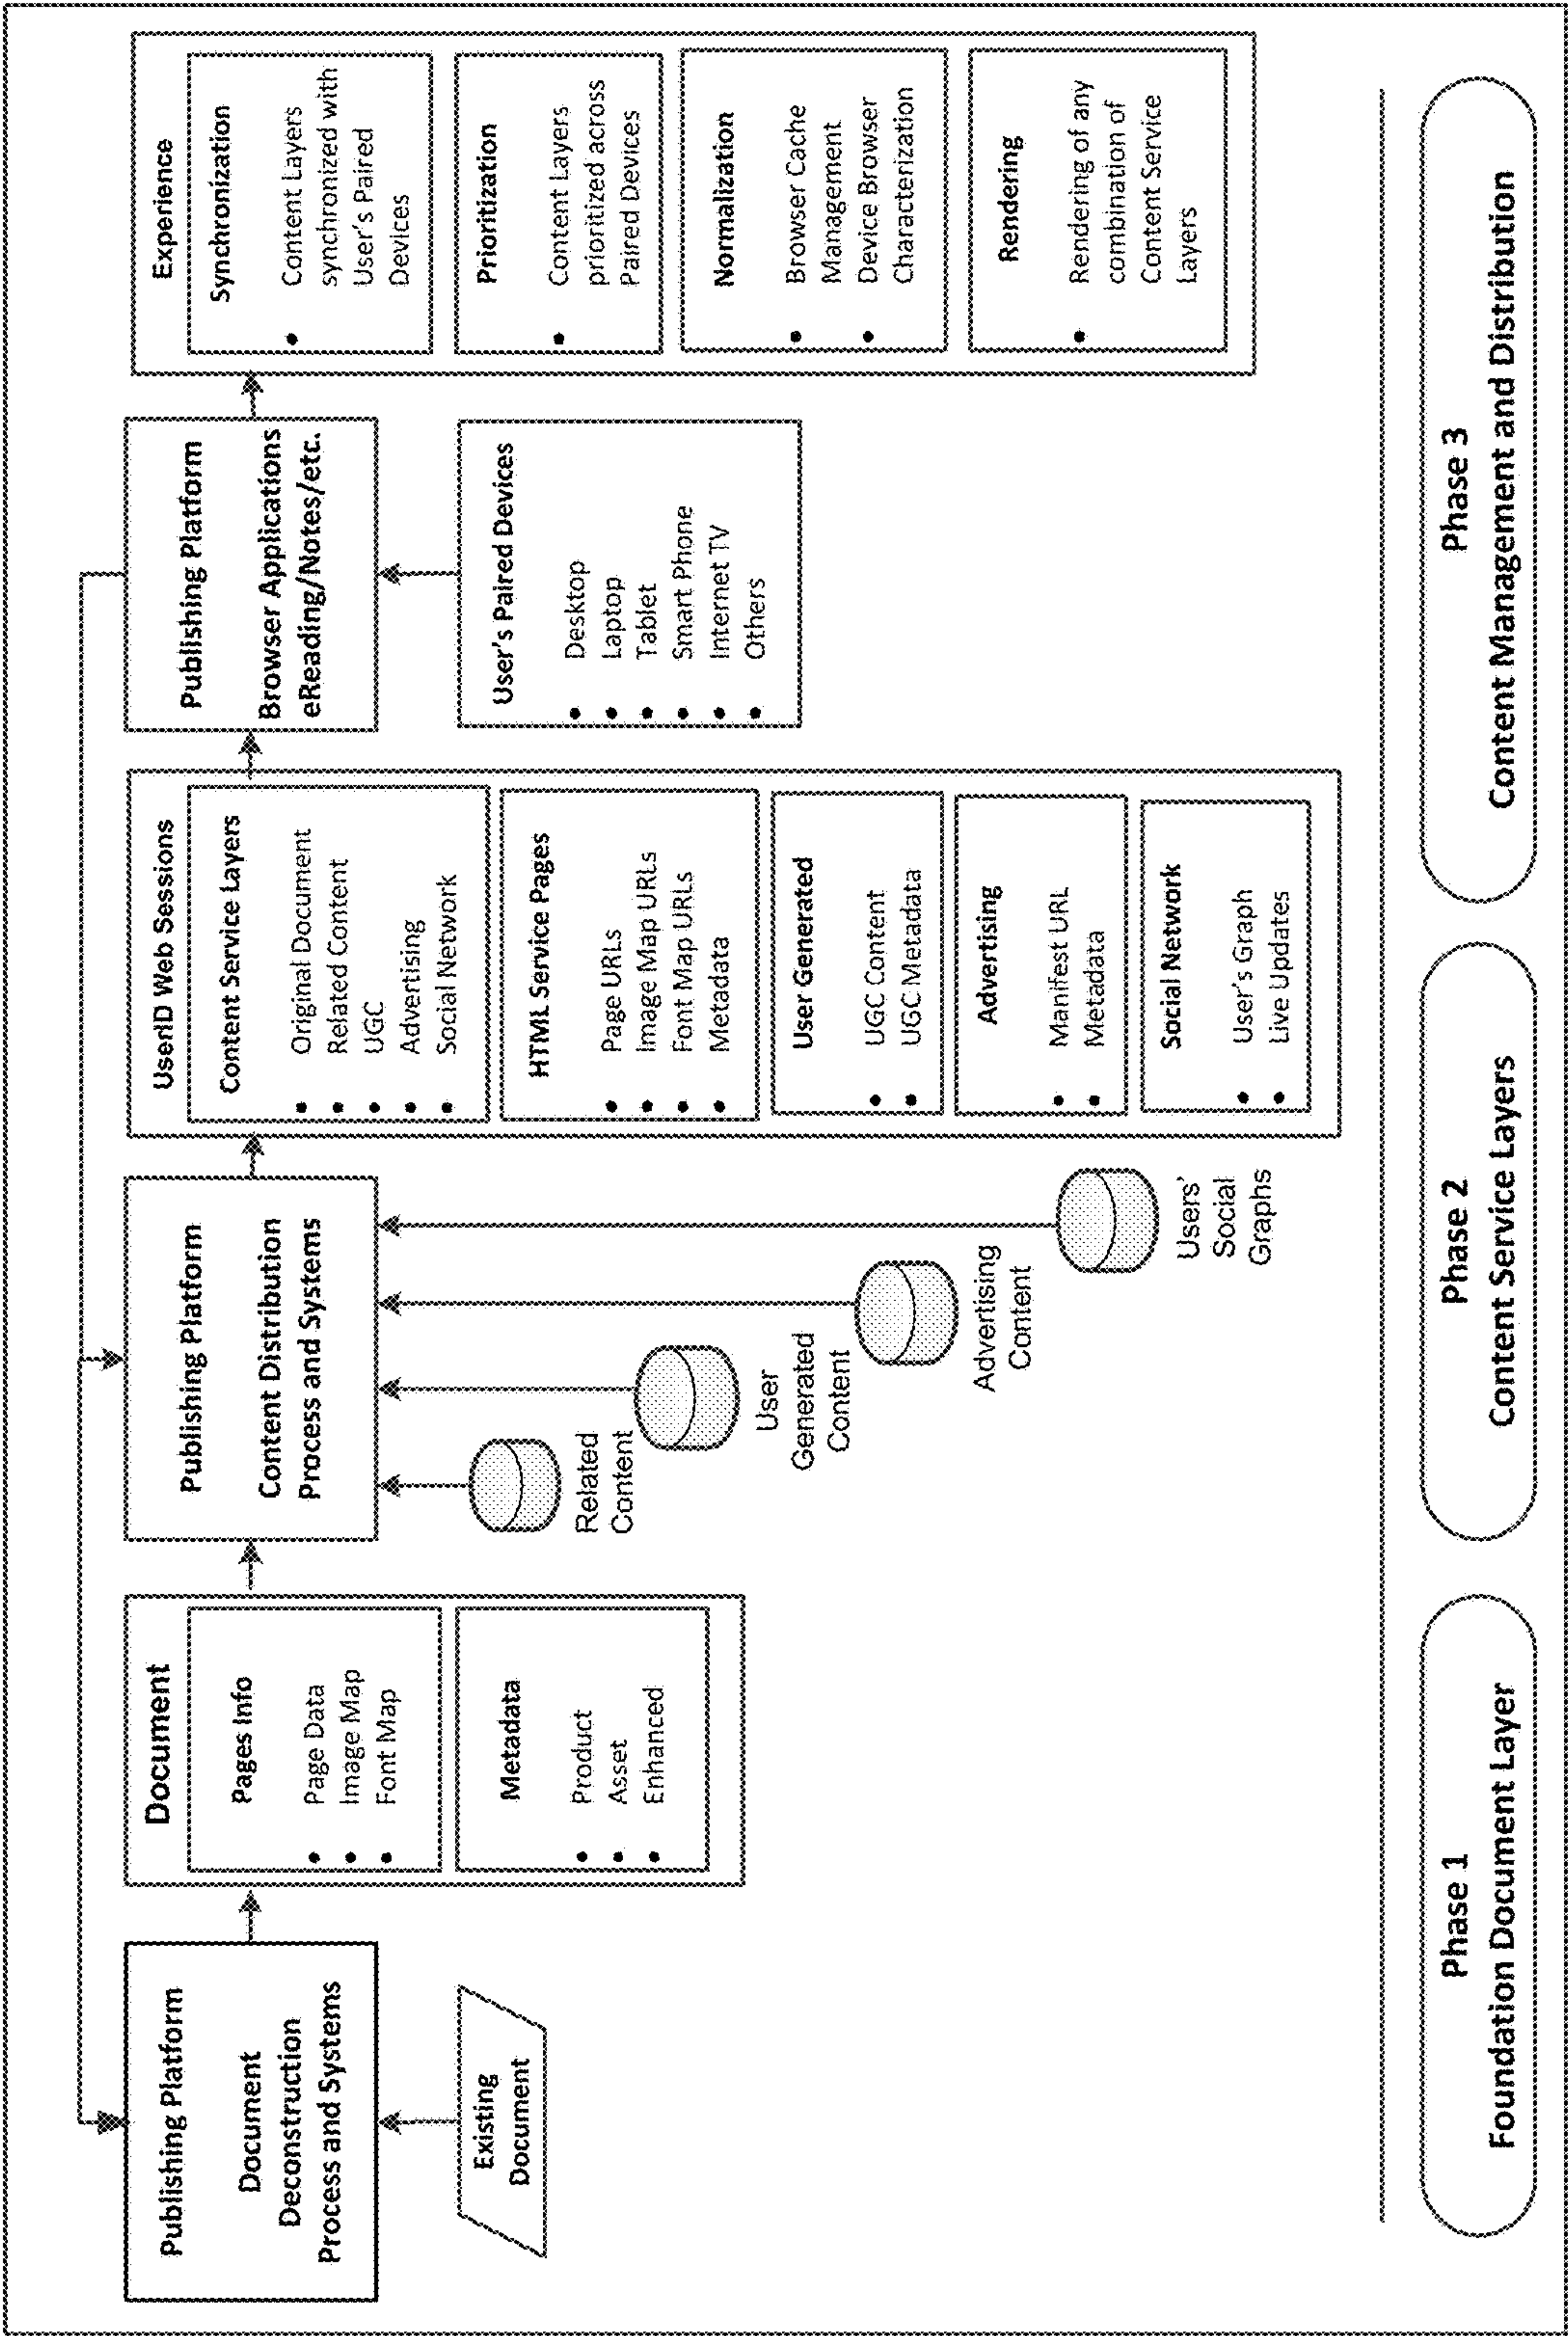 Publishing Platform
Document
Deconstruction
Process and Systems
Existing
Document
Document
Pages Info
• Page Data
• Image Map
• Font Map
Metadata
• Product
• Asset
• Enhanced
Publishing Platform
Content Distribution
Process and Systems
Related
Content
User
Generated
Content
Advertising
Content
Users'
Social
Graphs
UserID Web Sessions
Content Service Layers
• Original Document
• Related Content
• UGC
• Advertising
• Social Network
HTML Service Pages
• Page URLs
• Image Map URLs
• Font Map URLs
• Metadata
User Generated
• UGC Content
• UGC Metadata
Advertising
• Manifest URL
• Metadata
Social Network
• User's Graph
• Live Updates
Publishing Platform
Browser Applications
eReading/Notes/etc.
User's Paired Devices
• Desktop
• Laptop
• Tablet
• Smart Phone
• Internet TV
• Others
Experience
Synchronization
• Content Layers
synchronized with
User's Paired
Devices
Prioritization
• Content Layers
prioritized across
Paired Devices
Normalization
• Browser Cache
Management
• Device Browser
Characterization
Rendering
• Rendering of any
combination of
Content Service
Layers
Phase 1
Foundation Document Layer
Phase 2
Content Service Layers
Phase 3
Content Management and Distribution